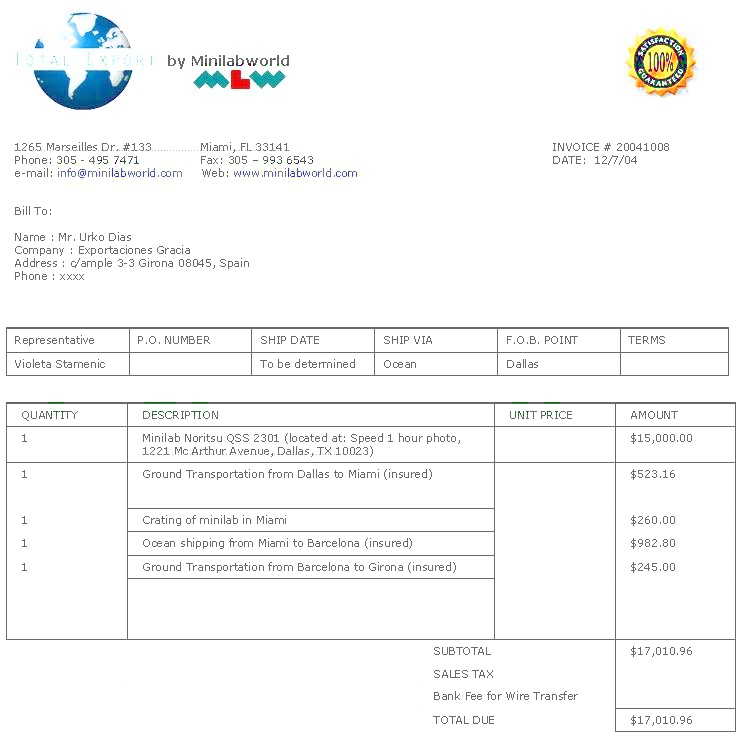 TOTAL EXPORT by Minilabworld
MLW
SATISFACTION
100%
GUARANTEED
1265 Marseilles Dr. #133...............Miami, FL 33141
INVOICE # 20041008
Phone: 305 - 495 7471 Fax: 305 – 993 6543
DATE: 12/7/04
e-mail: info@minilabworld.com Web: www.minilabworld.com
Bill To:
Name : Mr. Urko Dias
Company : Exportaciones Gracia
Address : c/ample 3-3 Girona 08045, Spain
Phone : xxxx
Representative P.O. NUMBER SHIP DATE SHIP VIA F.O.B. POINT TERMS
Violeta Stamenic To be determined Ocean Dallas
QUANTITY DESCRIPTION UNIT PRICE AMOUNT
1 Minilab Noritsu QSS 2301 (located at: Speed 1 hour photo, $15,000.00
1221 Mc.Arthur Avenue, Dallas, TX 10023)
1 Ground Transportation from Dallas to Miami (insured) $523.16
1 Crating of minilab in Miami $260.00
1 Ocean shipping from Miami to Barcelona (insured) $982.80
1 Ground Transportation from Barcelona to Girona (insured) $245.00
SUBTOTAL $17,010.96
SALES TAX
Bank Fee for Wire Transfer
TOTAL DUE $17,010.96